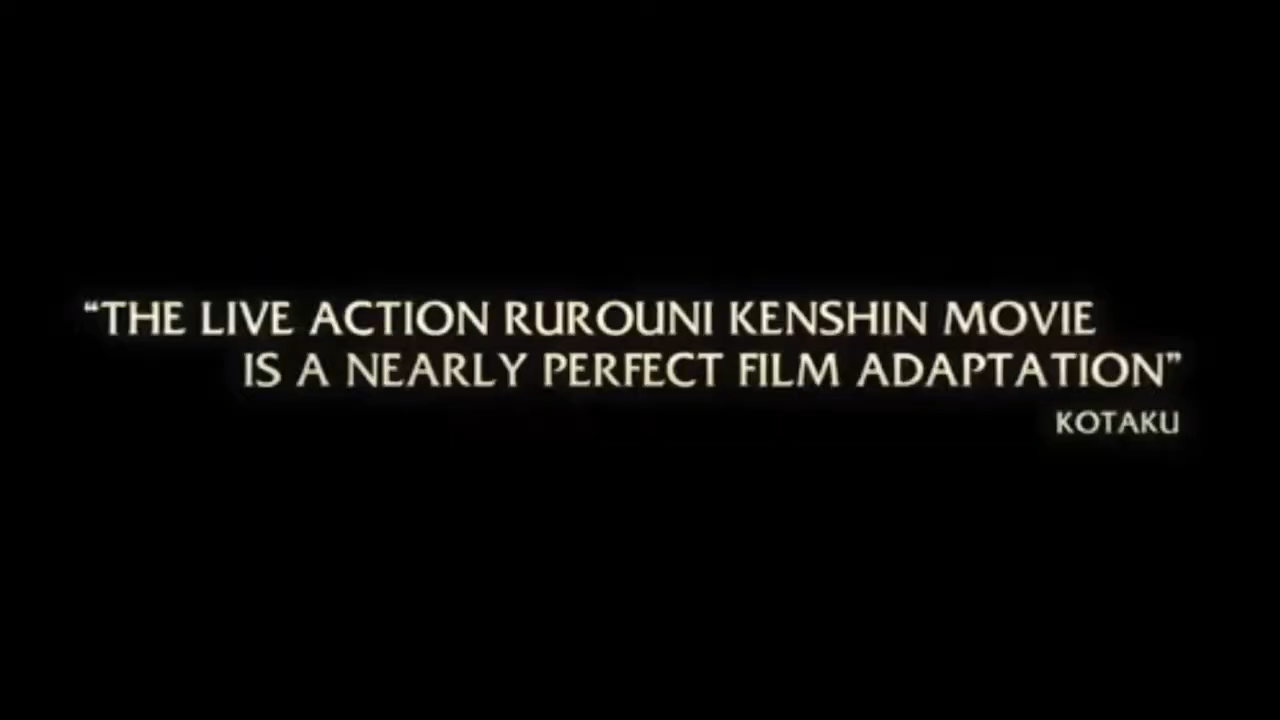 “THE LIVE ACTION RUROUNI KENSHIN MOVIE
IS A NEARLY PERFECT FILM ADAPTATION”
KOTAKU